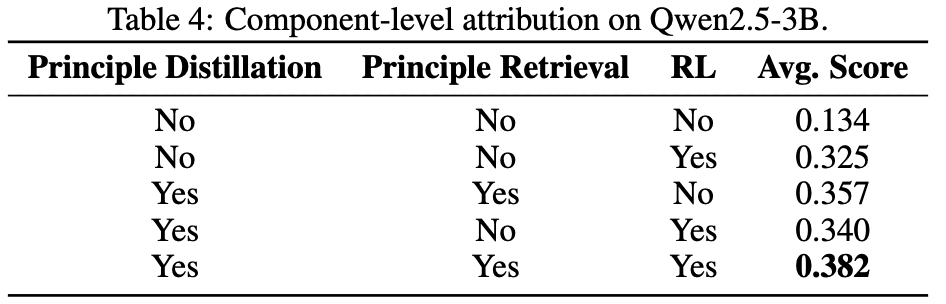 Table 4: Component-level attribution on Qwen2.5-3B.
Principle Distillation Principle Retrieval RL Avg. Score
No No No 0.134
No No Yes 0.325
Yes Yes No 0.357
Yes No Yes 0.340
Yes Yes Yes 0.382